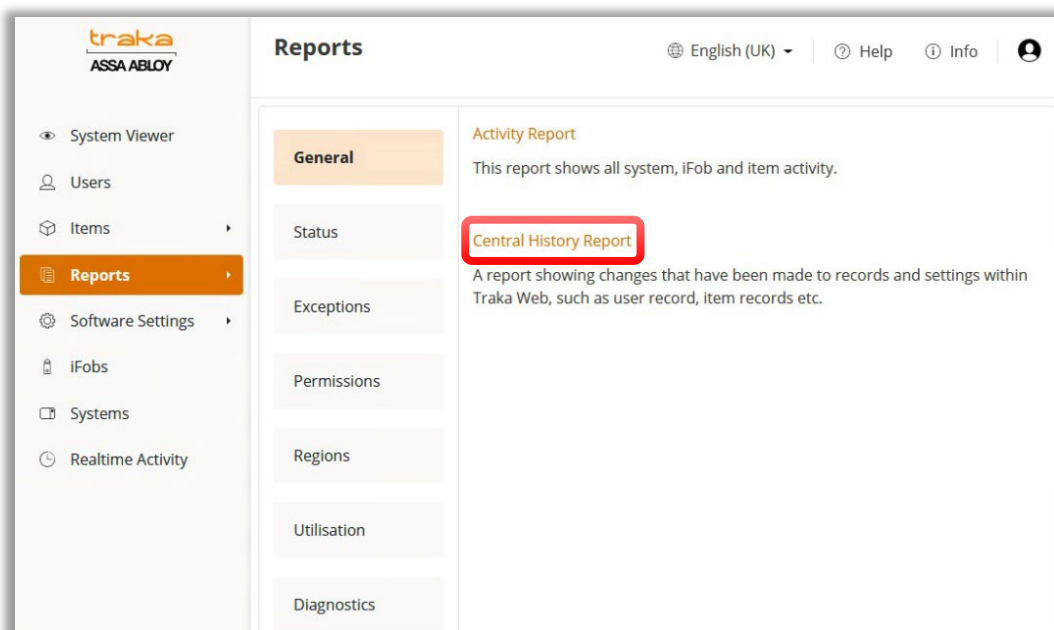 traka
ASSA ABLOY
Reports
English (UK)
Help
Info
System Viewer
Users
Items
Reports
Software Settings
iFobs
Systems
Realtime Activity
General
Status
Exceptions
Permissions
Regions
Utilisation
Diagnostics
Activity Report
This report shows all system, iFob and item activity.
Central History Report
A report showing changes that have been made to records and settings within
Traka Web, such as user record, item records etc.